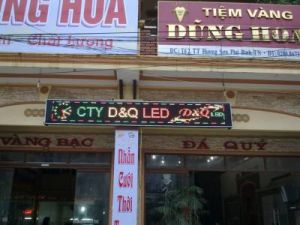 NG HOA
Chất Lượng
TIỆM VÀNG
DŨNG HOA
CTY D&Q LED D&Q LED
VÀNG BẠC
ĐÁ QUÝ
Nhẫn
Cưới
Thời